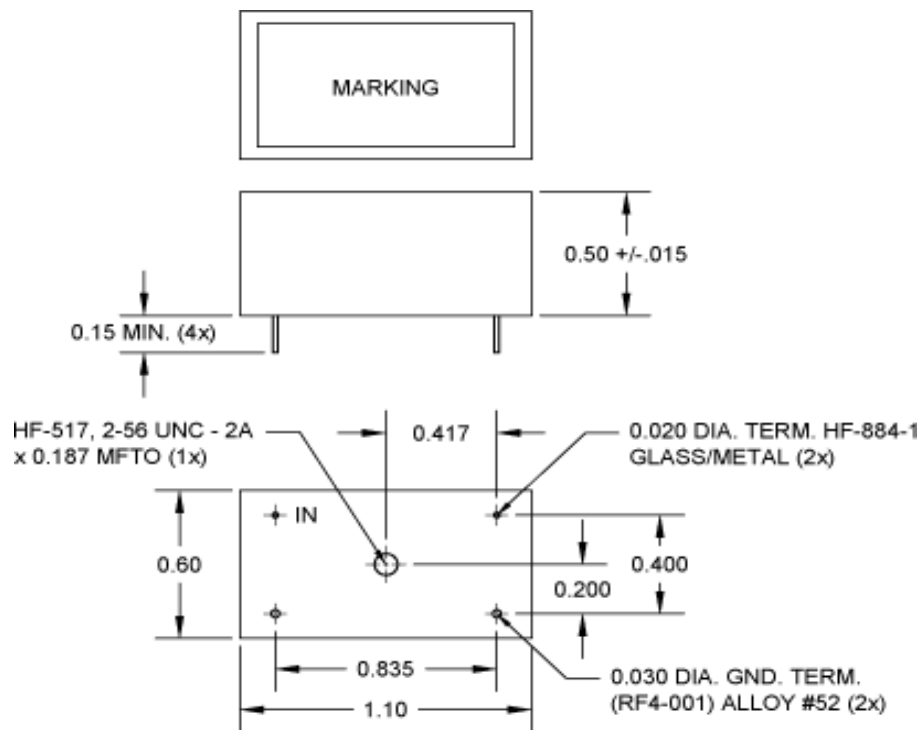 MARKING
0.50 +/-.015
0.15 MIN. (4x)
HF-517, 2-56 UNC - 2A
x 0.187 MFTO (1x)
0.417
0.020 DIA. TERM. HF-884-1
GLASS/METAL (2x)
IN
0.60
0.400
0.200
0.835
0.030 DIA. GND. TERM.
(RF4-001) ALLOY #52 (2x)
1.10